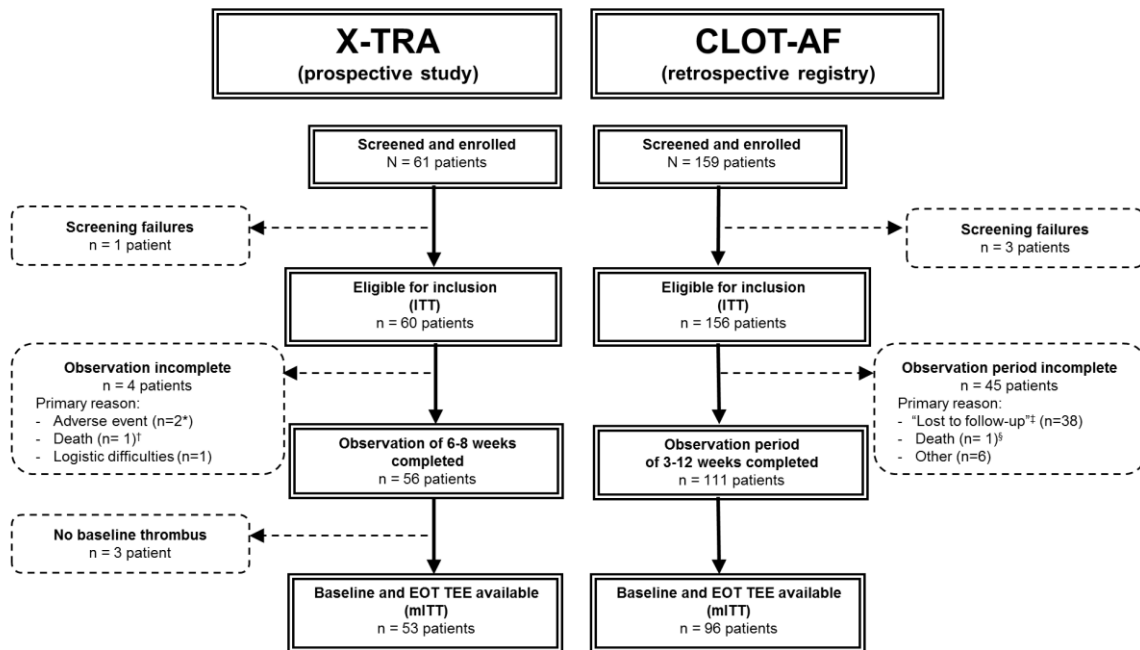 X-TRA
(prospective study)
CLOT-AF
(retrospective registry)
Screened and enrolled
N = 61 patients
Screened and enrolled
N = 159 patients
Screening failures
n = 1 patient
Screening failures
n = 3 patients
Eligible for inclusion
(ITT)
n = 60 patients
Eligible for inclusion
(ITT)
n = 156 patients
Observation incomplete
n = 4 patients
Primary reason:
- Adverse event (n=2*)
- Death (n= 1)†
- Logistic difficulties (n=1)
Observation period incomplete
n = 45 patients
Primary reason:
- “Lost to follow-up”‡ (n=38)
- Death (n= 1)§
- Other (n=6)
Observation of 6-8 weeks
completed
n = 56 patients
Observation period
of 3-12 weeks completed
n = 111 patients
No baseline thrombus
n = 3 patient
Baseline and EOT TEE available
(mITT)
n = 53 patients
Baseline and EOT TEE available
(mITT)
n = 96 patients